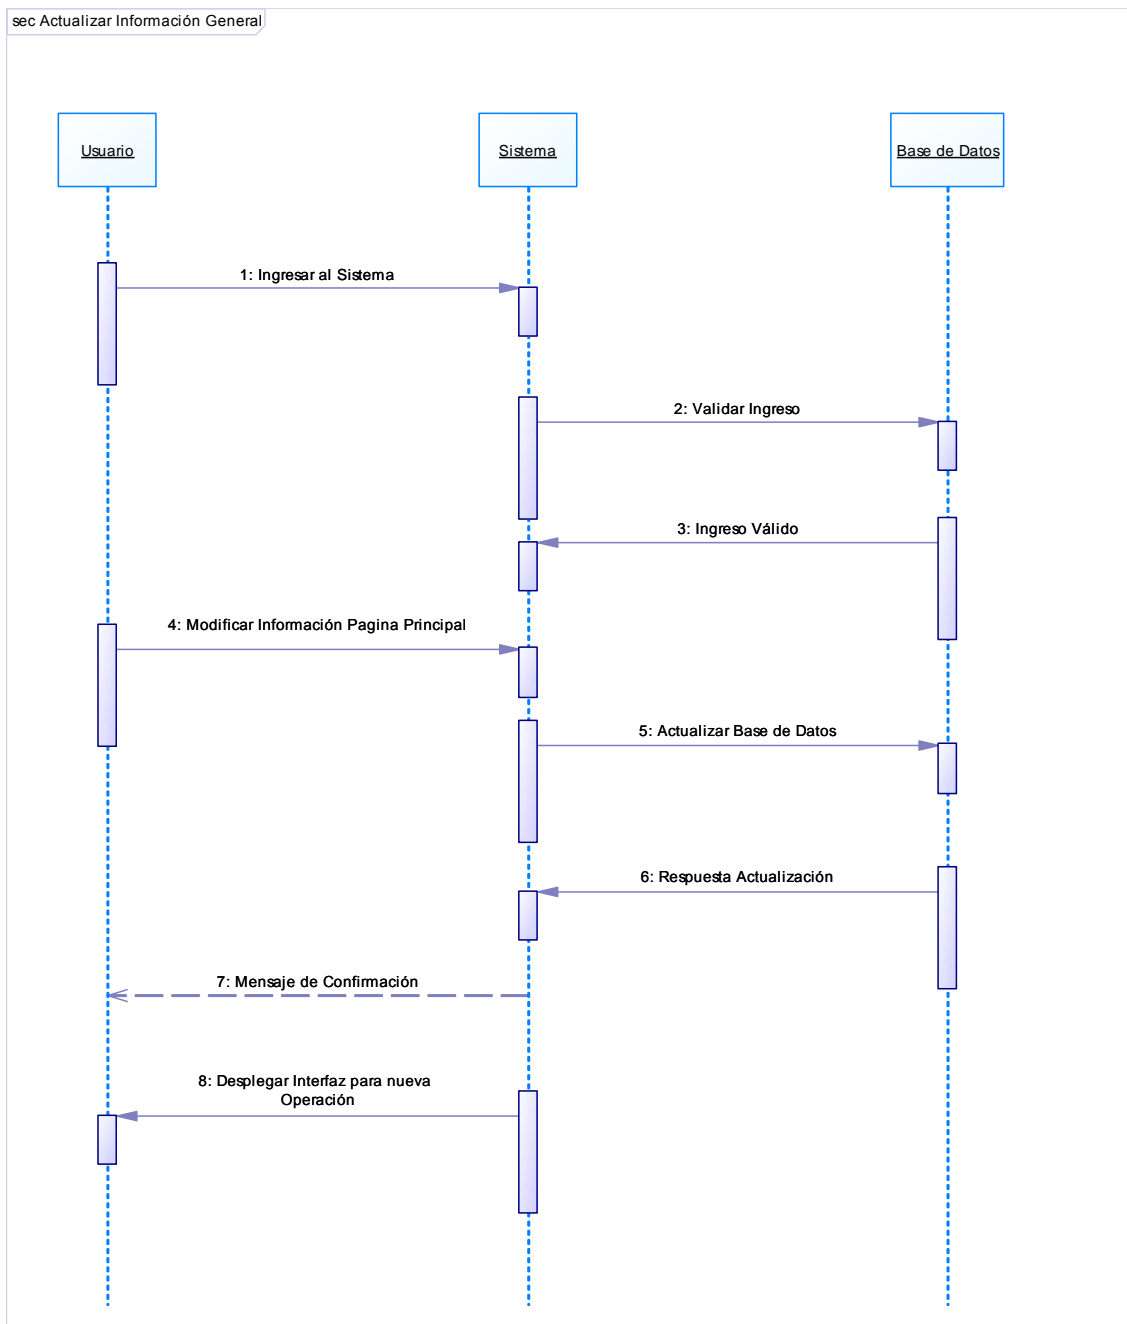 sec Actualizar Información General
Usuario
Sistema
Base de Datos
1: Ingresar al Sistema
2: Validar Ingreso
3: Ingreso Válido
4: Modificar Información Pagina Principal
5: Actualizar Base de Datos
6: Respuesta Actualización
7: Mensaje de Confirmación
8: Desplegar Interfaz para nueva
Operación